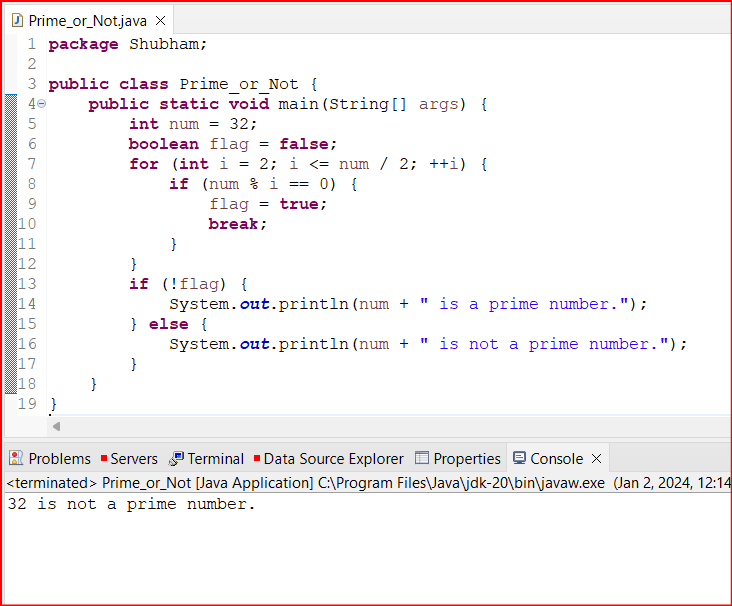 Prime_or_Not.java
1 package Shubham;
2
3 public class Prime_or_Not {
4     public static void main(String[] args) {
5         int num = 32;
6         boolean flag = false;
7         for (int i = 2; i <= num / 2; ++i) {
8             if (num % i == 0) {
9                 flag = true;
10                 break;
11             }
12         }
13         if (!flag) {
14             System.out.println(num + " is a prime number.");
15         } else {
16             System.out.println(num + " is not a prime number.");
17         }
18     }
19 }
Problems Servers Terminal Data Source Explorer Properties Console
<terminated> Prime_or_Not [Java Application] C:\Program Files\Java\jdk-20\bin\javaw.exe (Jan 2, 2024, 12:14
32 is not a prime number.